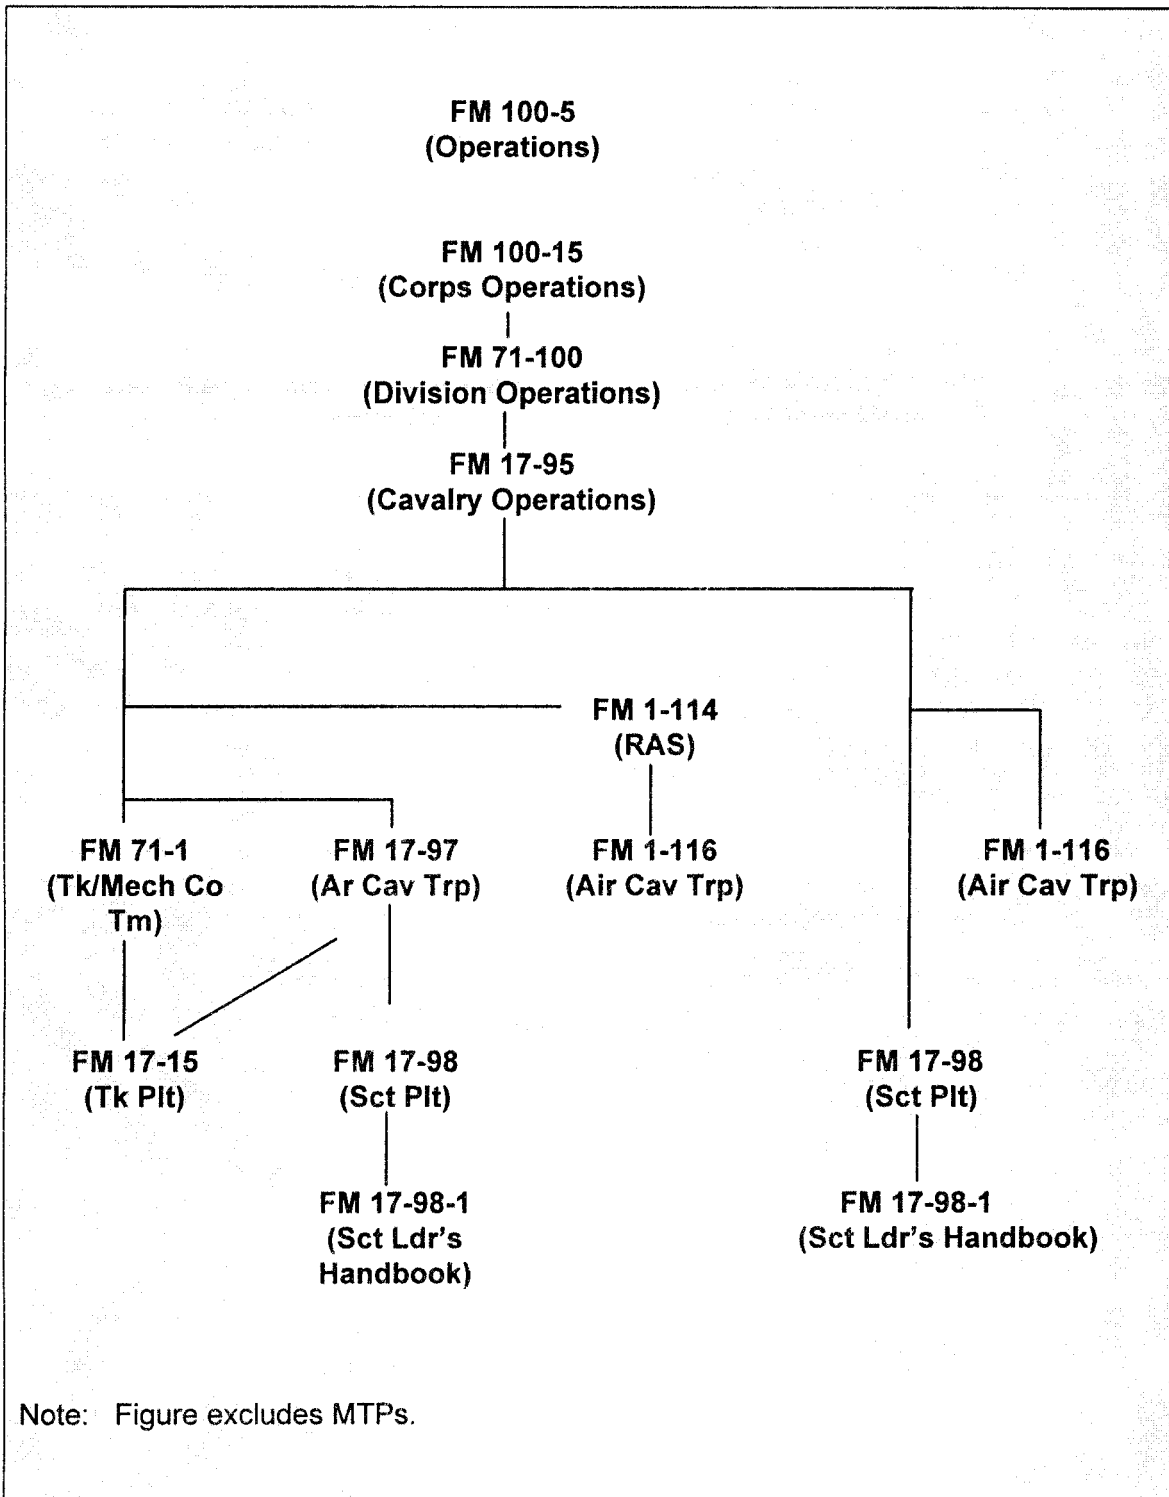 FM 100-5
(Operations)
FM 100-15
(Corps Operations)
FM 71-100
(Division Operations)
FM 17-95
(Cavalry Operations)
FM 1-114
(RAS)
FM 71-1
(Tk/Mech Co
Tm)
FM 17-97
(Ar Cav Trp)
FM 1-116
(Air Cav Trp)
FM 1-116
(Air Cav Trp)
FM 17-15
(Tk Plt)
FM 17-98
(Sct Plt)
FM 17-98
(Sct Plt)
FM 17-98-1
(Sct Ldr's
Handbook)
FM 17-98-1
(Sct Ldr's Handbook)
Note: Figure excludes MTPs.